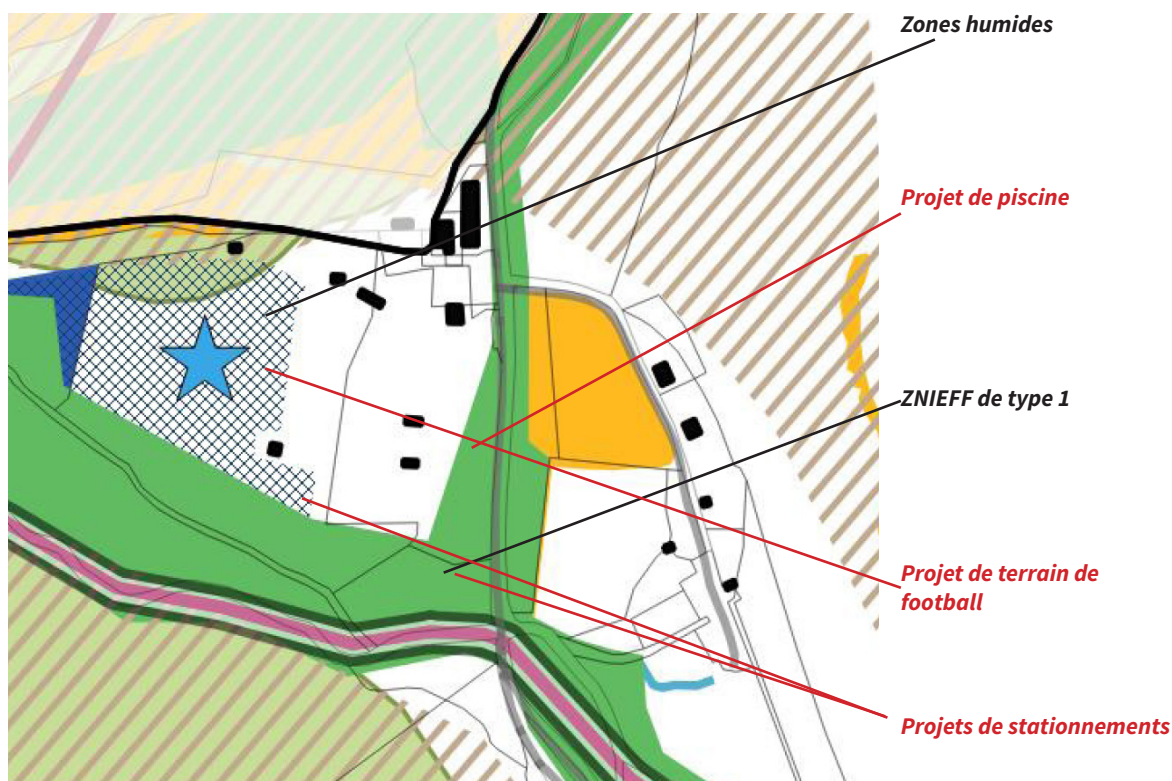 Zones humides
Projet de piscine
ZNIEFF de type 1
Projet de terrain de
football
Projets de stationnements